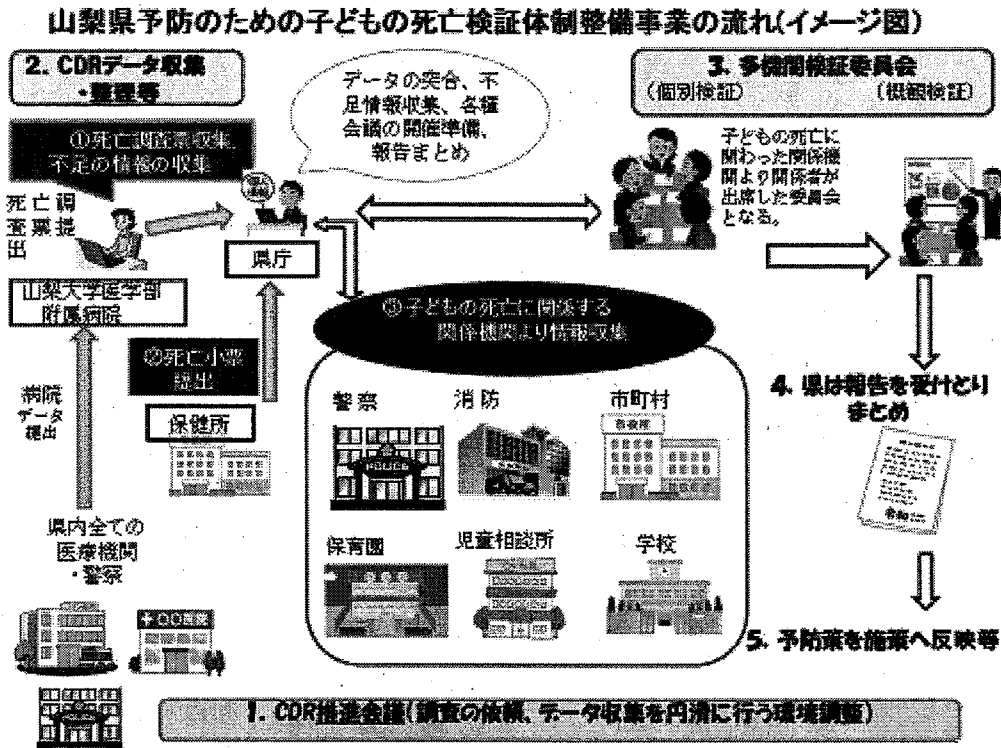 山梨県予防のための子どもの死亡検証体制整備事業の流れ(イメージ図)
2. CDRデータ収集
・整理等
データの突合、不
足情報収集、各種
会議の開催準備、
報告まとめ
3. 多機関検証委員会
(個別検証)
(概観検証)
①死亡調査票収集
不足の情報の収集
子どもの死亡に
関わった関係機
関より関係者が
出席した委員会
となる。
死亡調
査票提
出
県庁
山梨大学医学部
附属病院
③子どもの死亡に関係する
関係機関より情報収集
②死亡小票
提出
病院
データ
提出
保健所
警察
消防
市町村
4. 県は報告を受付とり
まとめ
県内全ての
医療機関
・警察
保育園
児童相談所
学校
5. 予防策を施策へ反映等
1. CDR推進会議(調査の依頼、データ収集を円滑に行う環境調整)